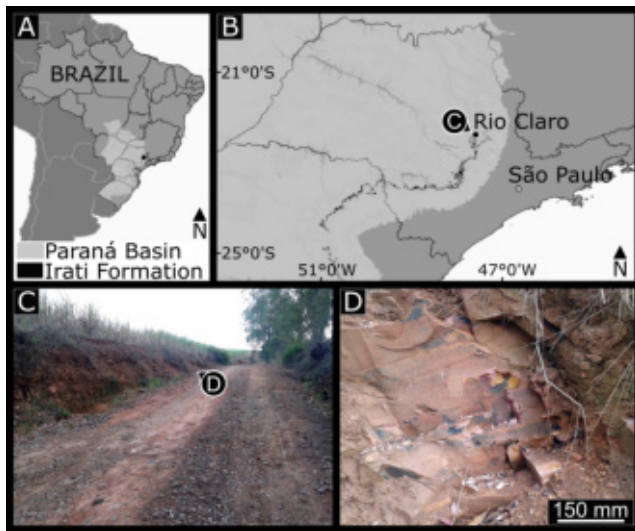 A
BRAZIL
N
Paraná Basin
Irati Formation
B
21°0'S
C
Rio Claro
São Paulo
25°0'S
51°0'W
47°0'W
N
C
D
D
150 mm